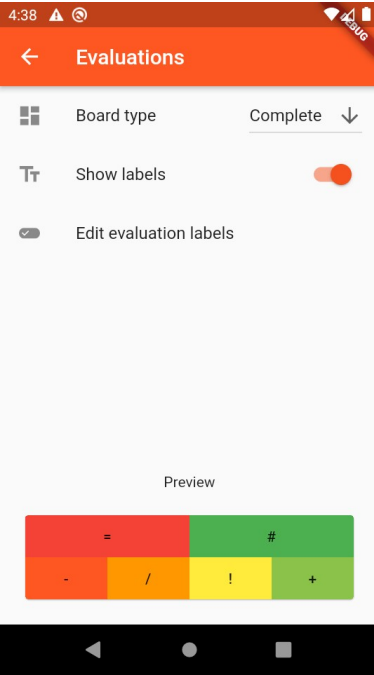 4:38
DEBUG
Evaluations
Board type Complete
Show labels
Edit evaluation labels
Preview
= #
- / ! +